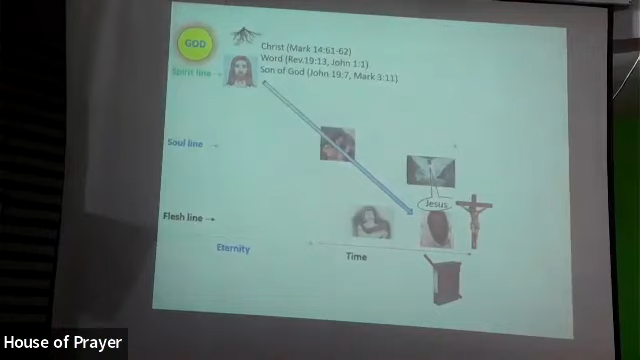 GOD
Christ (Mark 14:61-62)
Word (Rev.19:13, John 1:1)
Son of God (John 19:7, Mark 3:11)
Spirit line
Soul line
Jesus
Flesh line
Eternity
Time
House of Prayer